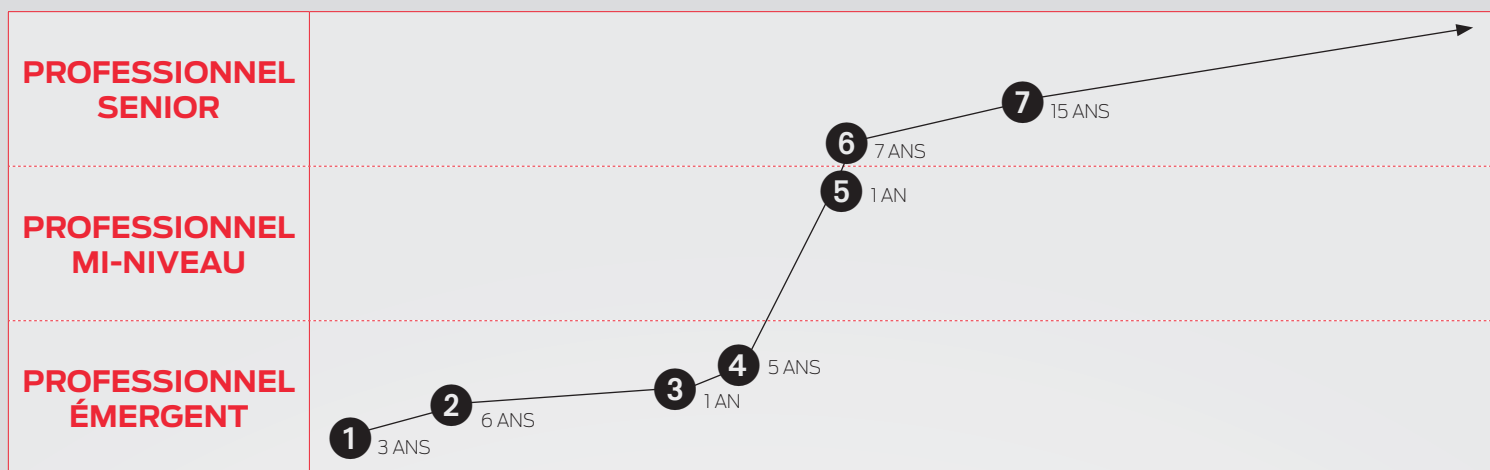 PROFESSIONNEL
SENIOR
7
15 ANS
6
7 ANS
PROFESSIONNEL
MI-NIVEAU
5
1 AN
PROFESSIONNEL
ÉMERGENT
4
5 ANS
3
1 AN
2
6 ANS
1
3 ANS